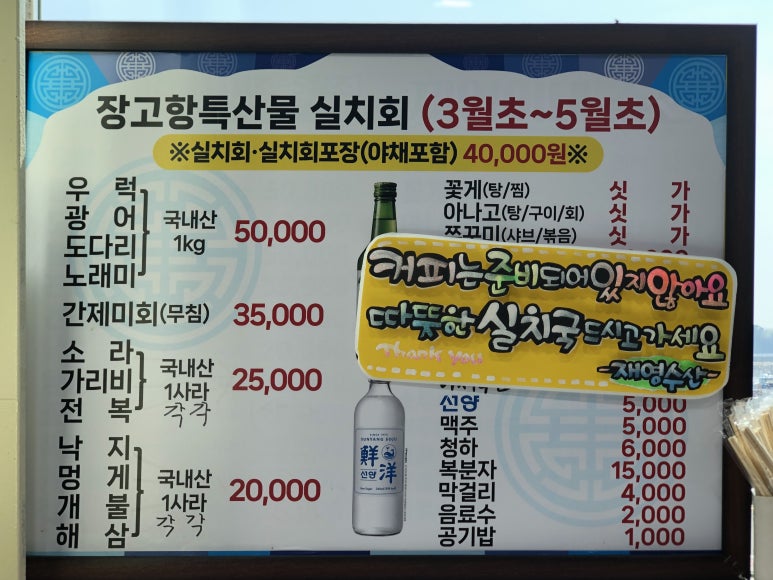 장고항특산물 실치회 (3월초~5월초)
※실치회·실치회포장(야채포함) 40,000원※
우럭
광어
도다리
노래미
국내산
1kg
50,000
간제미회(무침) 35,000
소라
가리비
전복
국내산
1사라
각각
25,000
낙지
멍게
개불
해삼
국내산
1사라
각각
20,000
꽃게(탕/찜) 싯가
아나고(탕/구이/회) 싯가
쭈꾸미(샤브/볶음) 싯가
커피는 준비되어있지않아요
따뜻한 실치국드시고가세요
Thank you
-재영수산-
선양 5,000
맥주 5,000
청하 6,000
복분자 15,000
막걸리 4,000
음료수 2,000
공기밥 1,000
鮮洋
선양